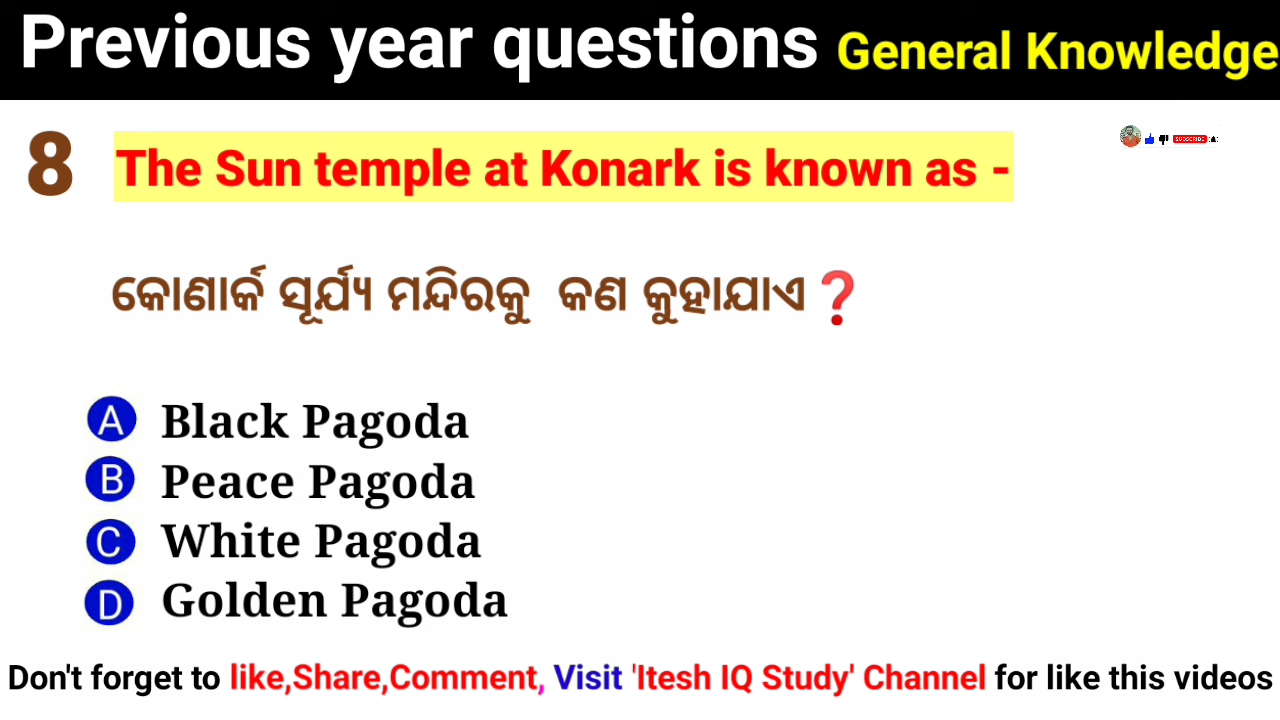 Previous year questions General Knowledge
8 The Sun temple at Konark is known as -
SUBSCRIBE
କୋଣାର୍କ ସୂର୍ଯ୍ୟ ମନ୍ଦିରକୁ କଣ କୁହାଯାଏ❓
A Black Pagoda
B Peace Pagoda
C White Pagoda
D Golden Pagoda
Don't forget to like,Share,Comment, Visit 'Itesh IQ Study' Channel for like this videos